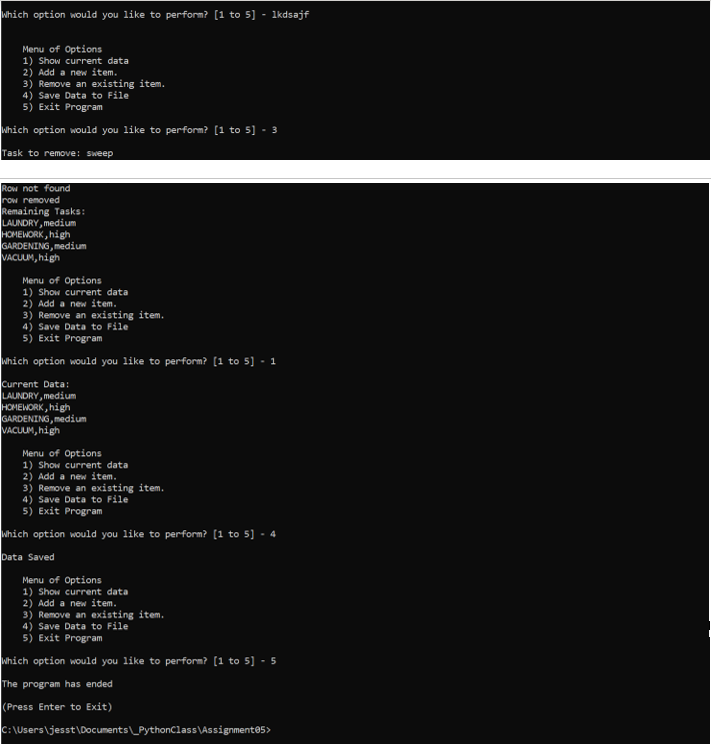 Which option would you like to perform? [1 to 5] - lkdsajf
Menu of Options
1) Show current data
2) Add a new item.
3) Remove an existing item.
4) Save Data to File
5) Exit Program
Which option would you like to perform? [1 to 5] - 3
Task to remove: sweep
Row not found
row removed
Remaining Tasks:
LAUNDRY,medium
HOMEWORK,high
GARDENING,medium
VACUUM,high
Menu of Options
1) Show current data
2) Add a new item.
3) Remove an existing item.
4) Save Data to File
5) Exit Program
Which option would you like to perform? [1 to 5] - 1
Current Data:
LAUNDRY,medium
HOMEWORK,high
GARDENING,medium
VACUUM,high
Menu of Options
1) Show current data
2) Add a new item.
3) Remove an existing item.
4) Save Data to File
5) Exit Program
Which option would you like to perform? [1 to 5] - 4
Data Saved
Menu of Options
1) Show current data
2) Add a new item.
3) Remove an existing item.
4) Save Data to File
5) Exit Program
Which option would you like to perform? [1 to 5] - 5
The program has ended
(Press Enter to Exit)
C:\Users\jesst\Documents\_PythonClass\Assignment05>